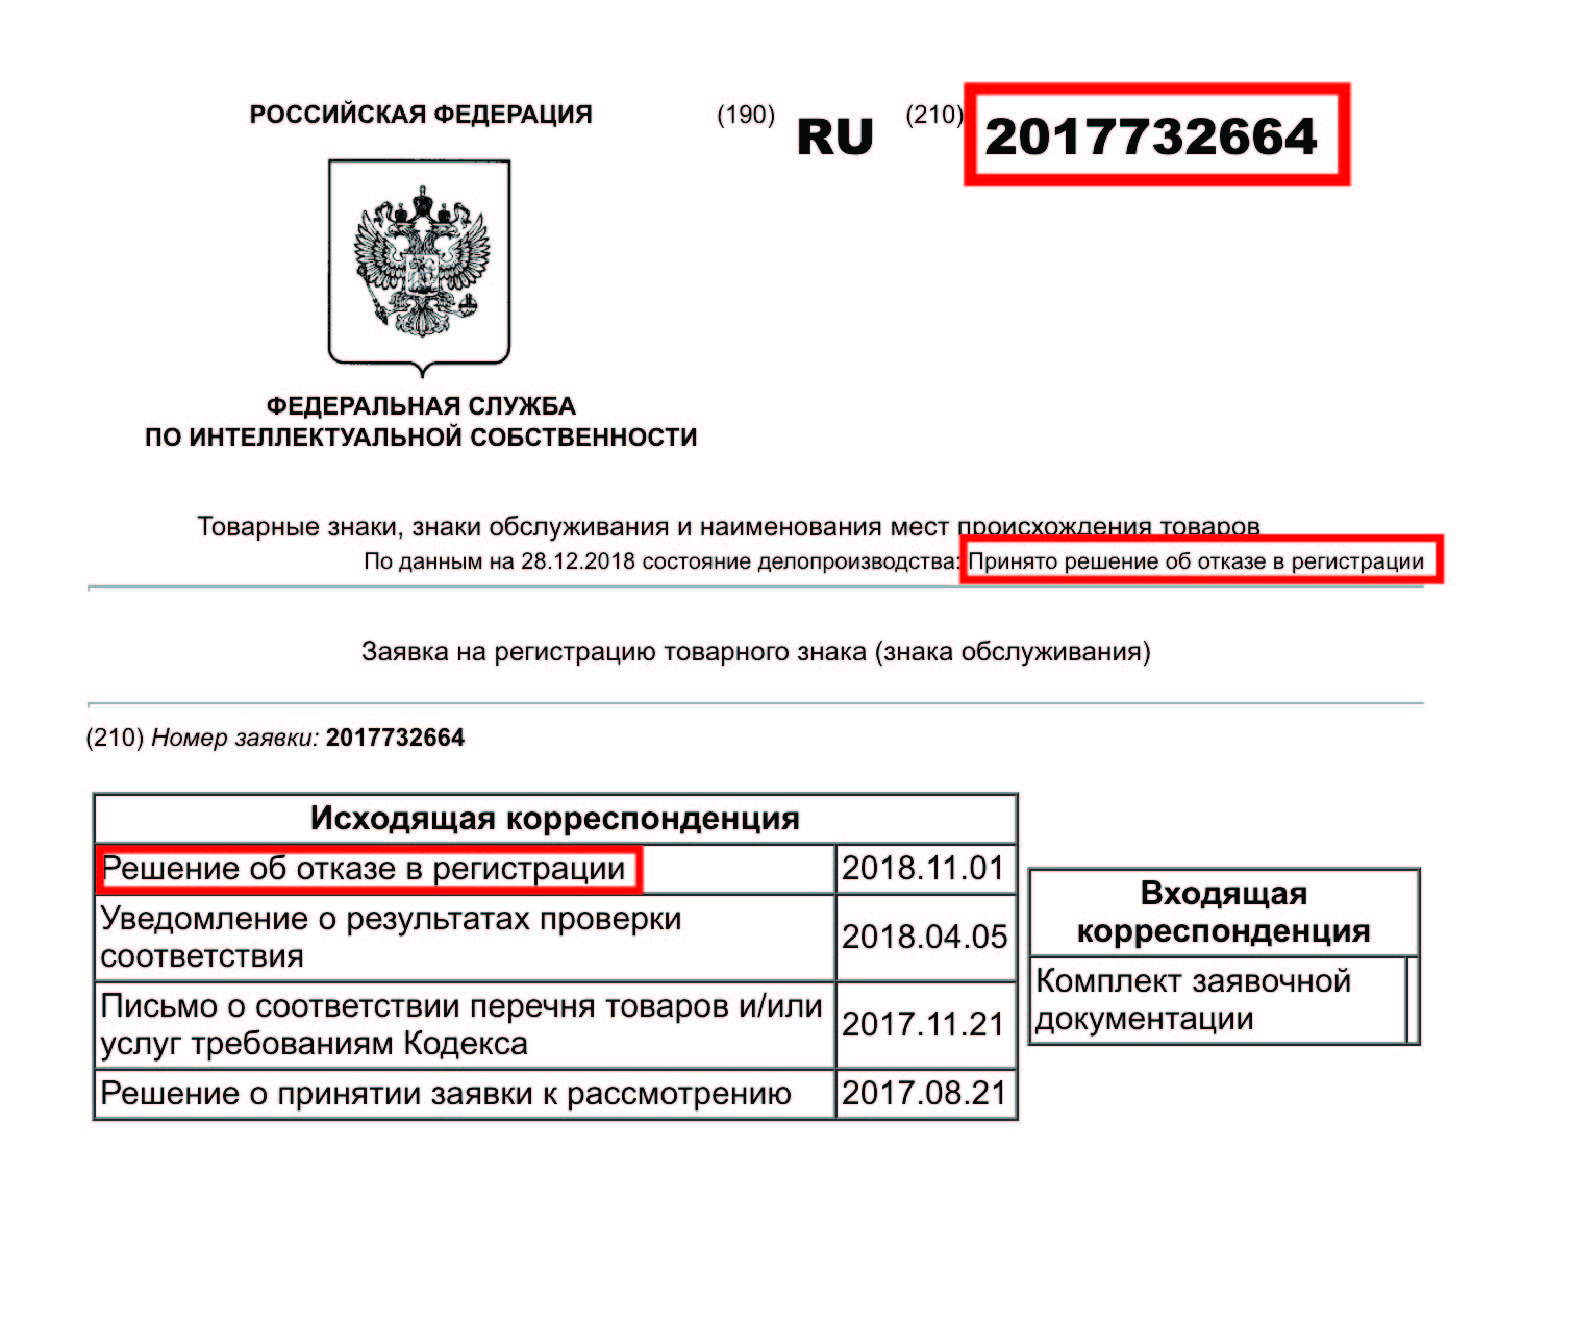 РОССИЙСКАЯ ФЕДЕРАЦИЯ
(190) RU (210) 2017732664
ФЕДЕРАЛЬНАЯ СЛУЖБА
ПО ИНТЕЛЛЕКТУАЛЬНОЙ СОБСТВЕННОСТИ
Товарные знаки, знаки обслуживания и наименования мест происхождения товаров
По данным на 28.12.2018 состояние делопроизводства: Принято решение об отказе в регистрации
Заявка на регистрацию товарного знака (знака обслуживания)
(210) Номер заявки: 2017732664
Исходящая корреспонденция
Решение об отказе в регистрации 2018.11.01
Уведомление о результатах проверки
соответствия 2018.04.05
Письмо о соответствии перечня товаров и/или
услуг требованиям Кодекса 2017.11.21
Решение о принятии заявки к рассмотрению 2017.08.21
Входящая
корреспонденция
Комплект заявочной
документации